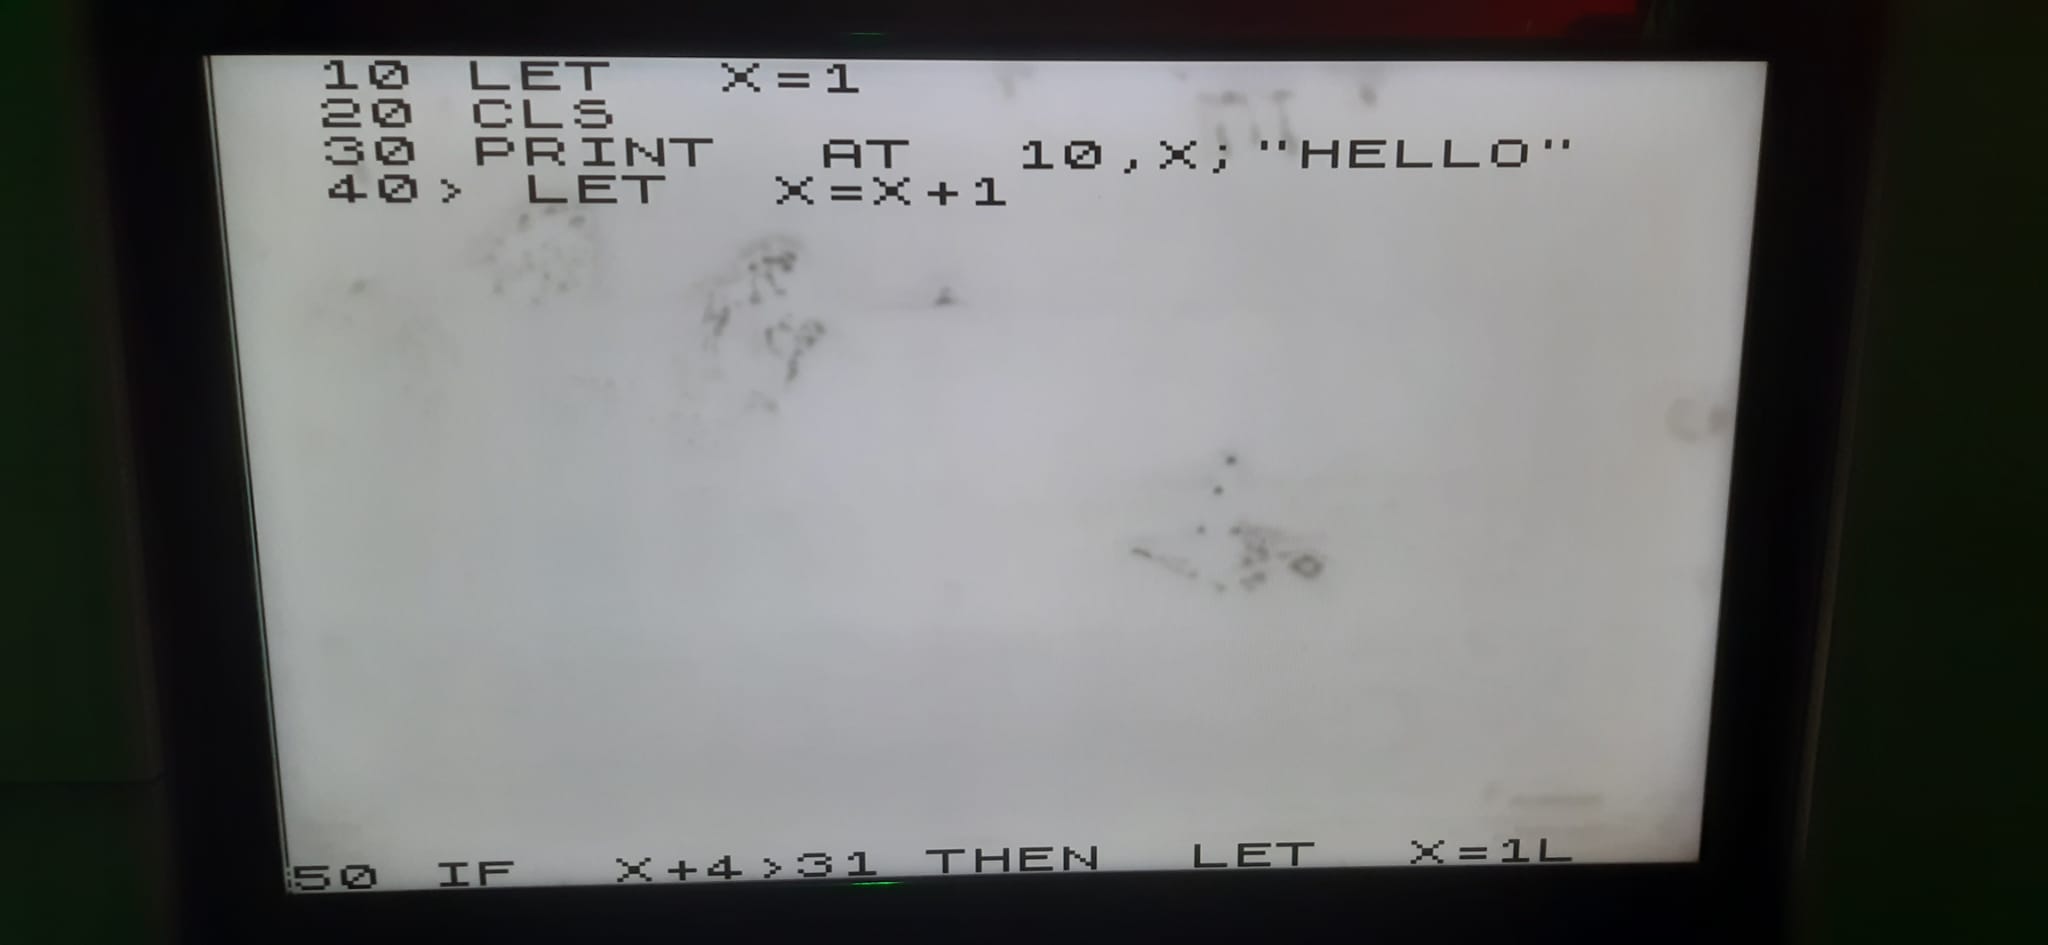 10 LET X=1
20 CLS
30 PRINT AT 10,X;"HELLO"
40> LET X=X+1
50 IF X+4>31 THEN LET X=1L